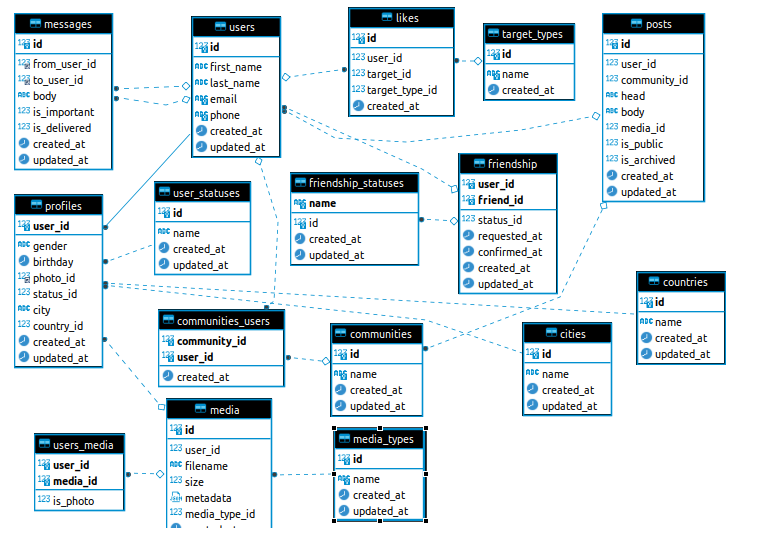 messages
id
from_user_id
to_user_id
body
is_important
is_delivered
created_at
updated_at
users
id
first_name
last_name
email
phone
created_at
updated_at
likes
id
user_id
target_id
target_type_id
created_at
target_types
id
name
created_at
posts
id
user_id
community_id
head
body
media_id
is_public
is_archived
created_at
updated_at
profiles
user_id
gender
birthday
photo_id
status_id
city
country_id
created_at
updated_at
user_statuses
id
name
created_at
updated_at
friendship_statuses
name
id
created_at
updated_at
friendship
user_id
friend_id
status_id
requested_at
confirmed_at
created_at
updated_at
countries
id
name
created_at
updated_at
communities_users
community_id
user_id
created_at
communities
id
name
created_at
updated_at
cities
id
name
created_at
updated_at
users_media
user_id
media_id
is_photo
media
id
user_id
filename
size
metadata
media_type_id
media_types
id
name
created_at
updated_at